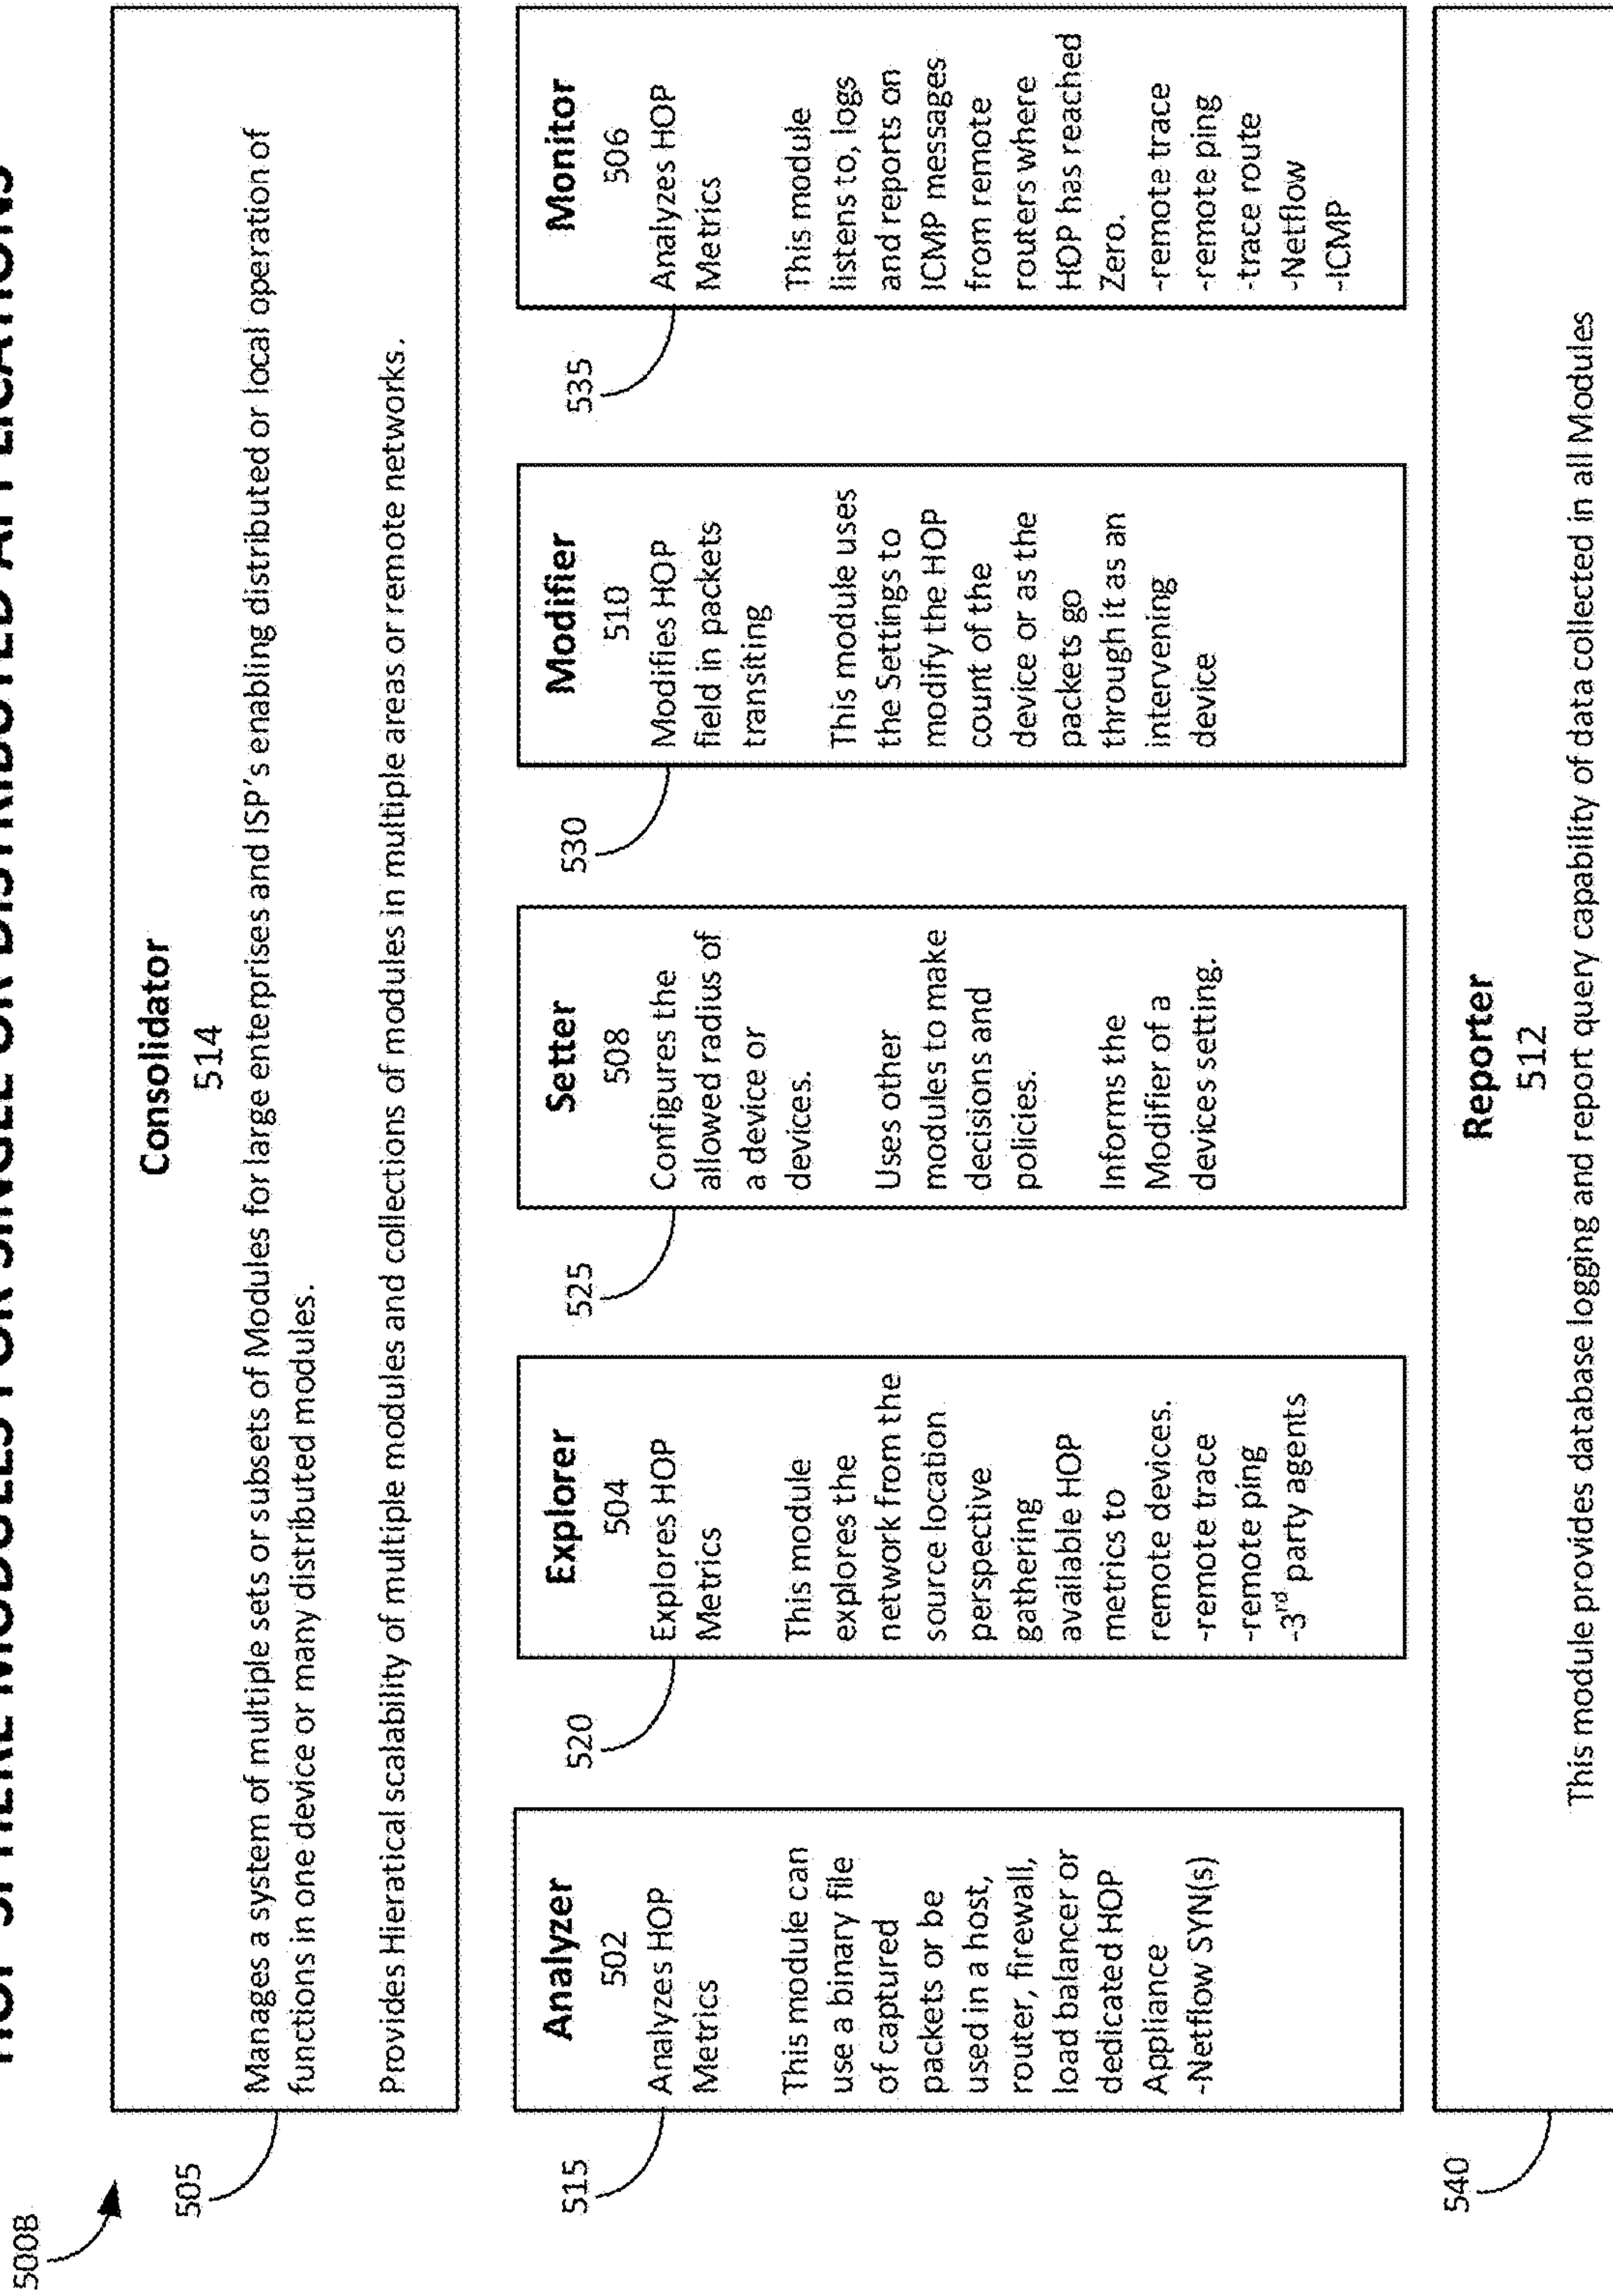 HOP SPHERE MODULES FOR SINGLE OR DISTRIBUTED APPLICATIONS
500B
505
Consolidator
514
Manages a system of multiple sets or subsets of Modules for large enterprises and ISP's enabling distributed or local operation of
functions in one device or many distributed modules.
Provides Hieratical scalability of multiple modules and collections of modules in multiple areas or remote networks.
515
Analyzer
502
Analyzes HOP
Metrics
This module can
use a binary file
of captured
packets or be
used in a host,
router, firewall,
load balancer or
dedicated HOP
Appliance
-Netflow SYN(s)
520
Explorer
504
Explores HOP
Metrics
This module
explores the
network from the
source location
perspective
gathering
available HOP
metrics to
remote devices.
-remote trace
-remote ping
-3rd party agents
525
Setter
508
Configures the
allowed radius of
a device or
devices.
Uses other
modules to make
decisions and
policies.
Informs the
Modifier of a
devices setting.
530
Modifier
510
Modifies HOP
field in packets
transiting
This module uses
the Settings to
modify the HOP
count of the
device or as the
packets go
through it as an
intervening
device
535
Monitor
506
Analyzes HOP
Metrics
This module
listens to, logs
and reports on
ICMP messages
from remote
routers where
HOP has reached
Zero.
-remote trace
-remote ping
-trace route
-Netflow
-ICMP
540
Reporter
512
This module provides database logging and report query capability of data collected in all Modules